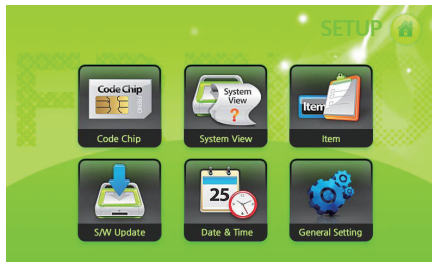 SETUP
Code Chip
System
View
?
Item
Code Chip
System View
Item
25
S/W Update
Date & Time
General Setting